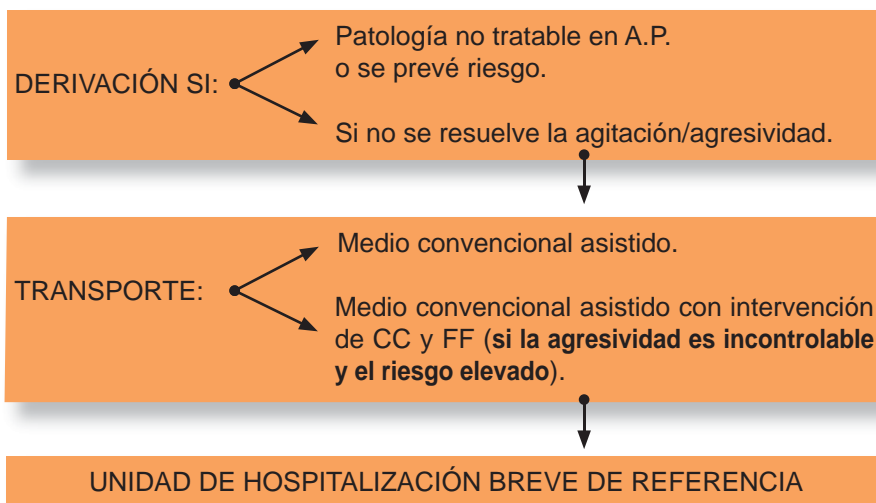 Patología no tratable en A.P.
o se prevé riesgo.
DERIVACIÓN SI:
Si no se resuelve la agitación/agresividad.
Medio convencional asistido.
TRANSPORTE:
Medio convencional asistido con intervención
de CC y FF (si la agresividad es incontrolable
y el riesgo elevado).
UNIDAD DE HOSPITALIZACIÓN BREVE DE REFERENCIA